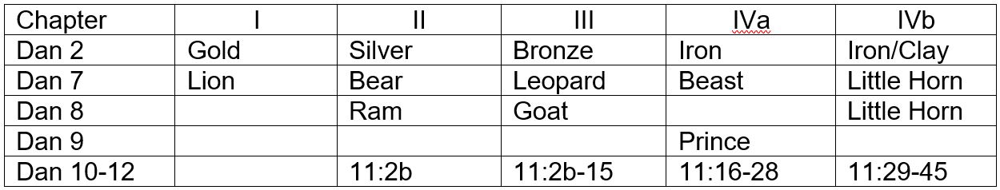 Chapter I II III IVa IVb
Dan 2 Gold Silver Bronze Iron Iron/Clay
Dan 7 Lion Bear Leopard Beast Little Horn
Dan 8 Ram Goat Little Horn
Dan 9 Prince
Dan 10-12 11:2b 11:2b-15 11:16-28 11:29-45